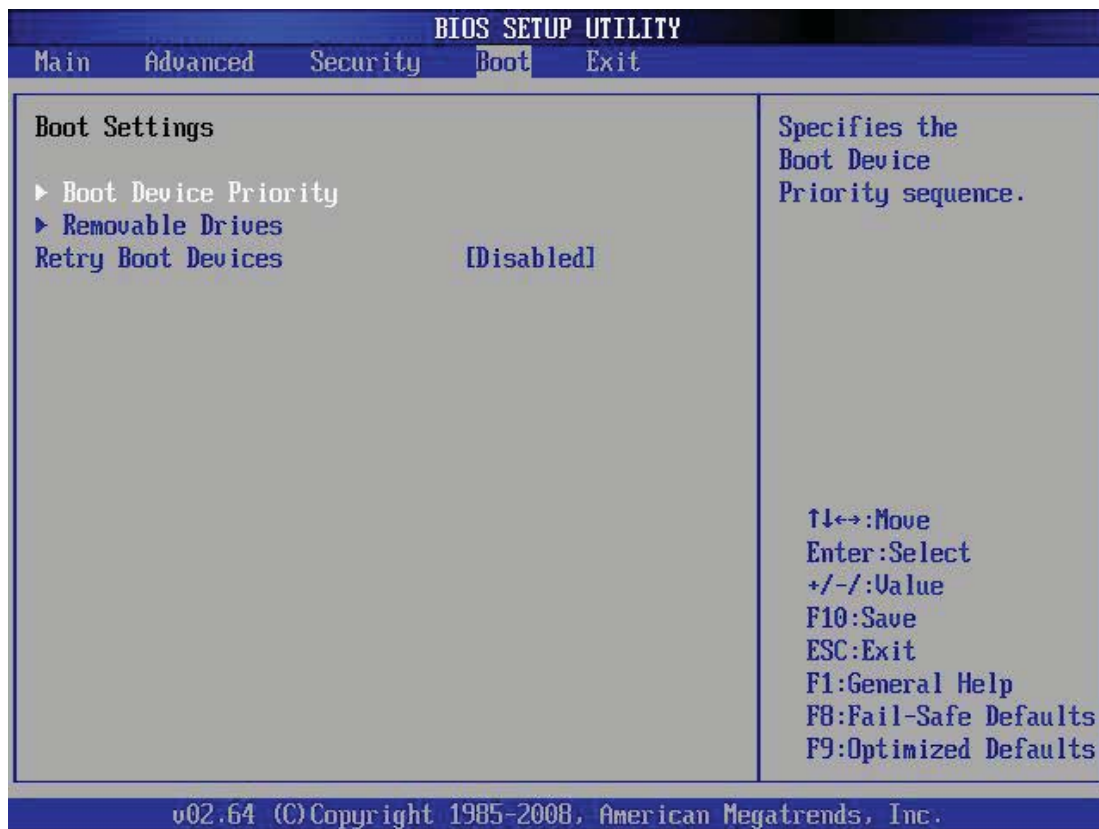 BIOS SETUP UTILITY
Main Advanced Security Boot Exit
Boot Settings
▶ Boot Device Priority
▶ Removable Drives
Retry Boot Devices [Disabled]
Specifies the
Boot Device
Priority sequence.
↑↓←→:Move
Enter:Select
+/-/:Value
F10:Save
ESC:Exit
F1:General Help
F8:Fail-Safe Defaults
F9:Optimized Defaults
v02.64 (C)Copyright 1985-2008, American Megatrends, Inc.